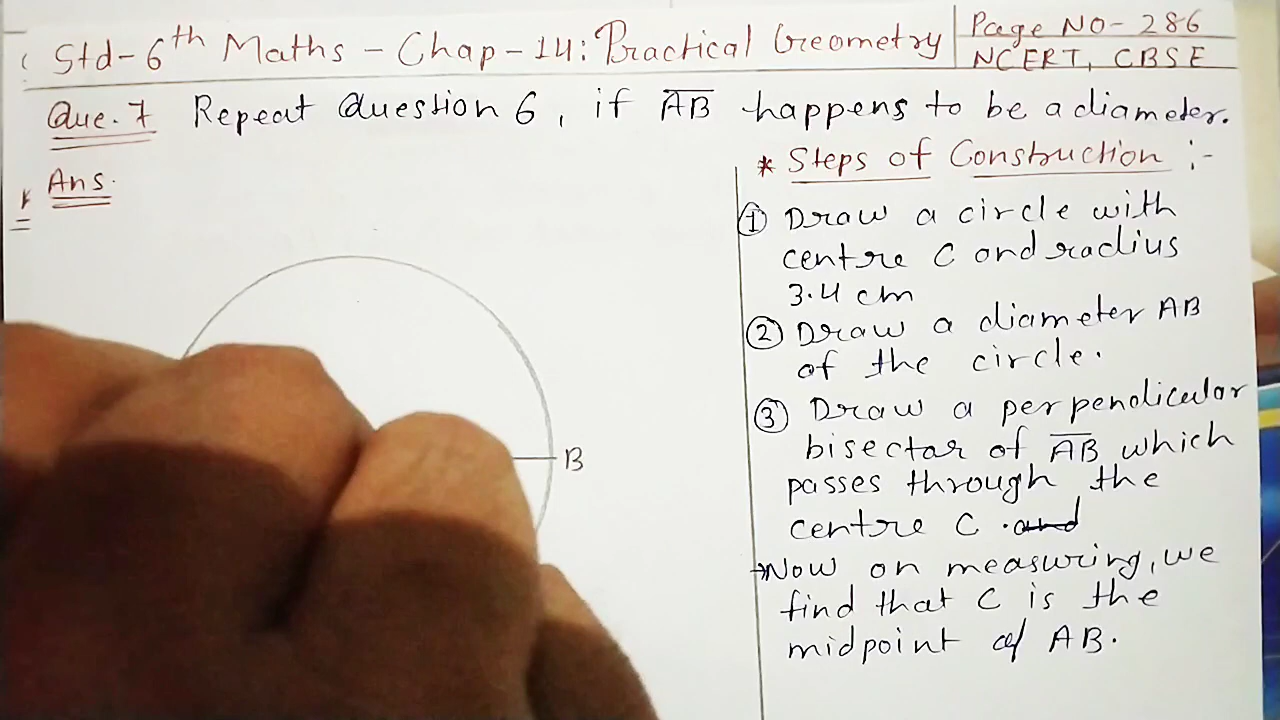 Std-6th Maths - Chap-14: Practical Geometry
Page No- 286
NCERT, CBSE
Que. 7 Repeat Question 6, if AB happens to be a diameter.
Ans.
B
* Steps of Construction :-
① Draw a circle with
centre C and radius
3.4 cm
② Draw a diameter AB
of the circle.
③ Draw a perpendicular
bisector of AB which
passes through the
centre C . and
→Now on measuring, we
find that C is the
midpoint of AB.